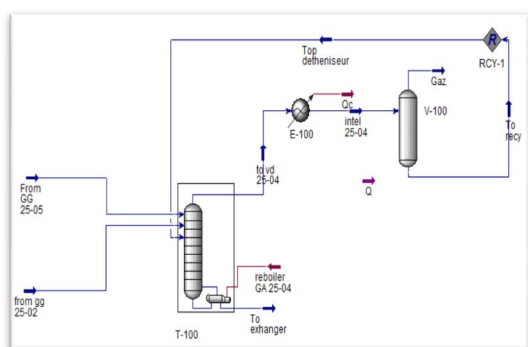 Top
detheniseur
R
RCY-1
Gaz
Qc
intel
25-04
V-100
E-100
To
recy
to vd
25-04
Q
From
GG
25-05
from gg
25-02
reboiler
GA 25-04
To
exhanger
T-100